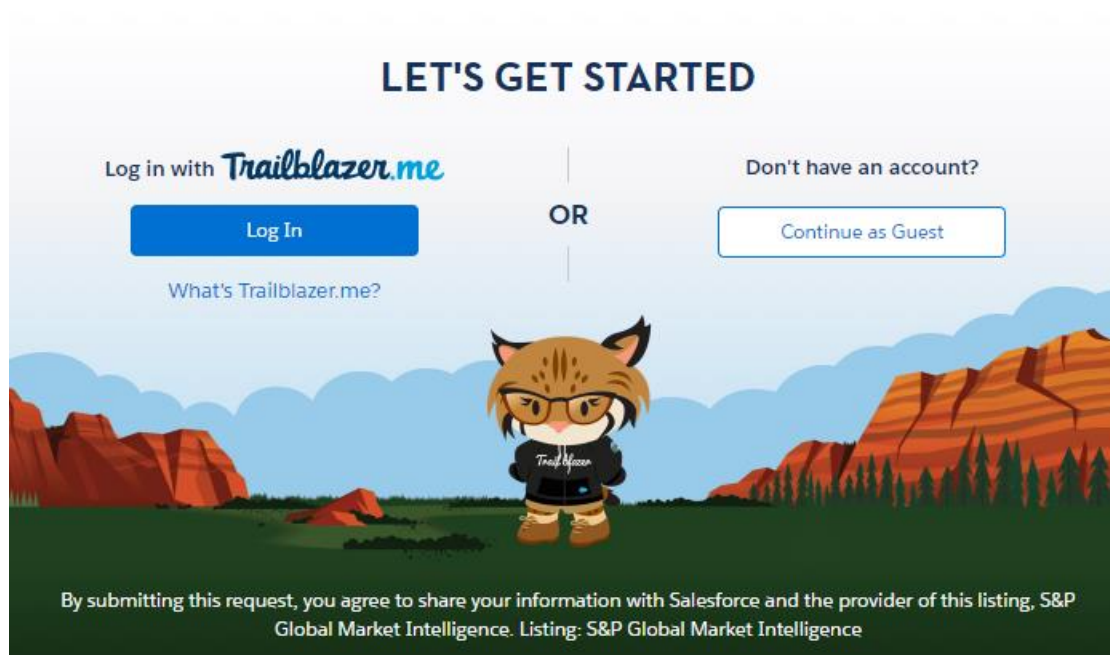 LET'S GET STARTED
Log in with Trailblazer.me
Log In
What's Trailblazer.me?
OR
Don't have an account?
Continue as Guest
Trailblazer
By submitting this request, you agree to share your information with Salesforce and the provider of this listing, S&P
Global Market Intelligence. Listing: S&P Global Market Intelligence